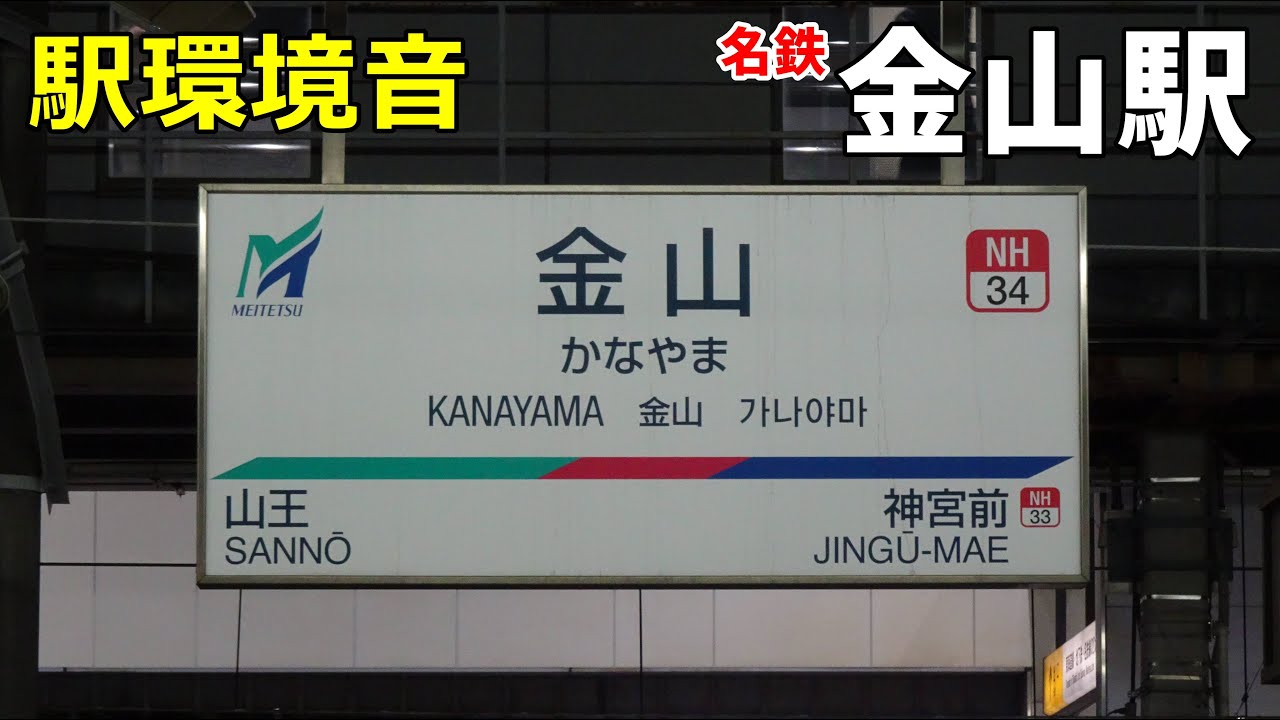 駅環境音
名鉄 金山駅
MEITETSU
金山
かなやま
KANAYAMA 金山 가나야마
NH
34
山王
SANNŌ
神宮前
JINGŪ-MAE
NH
33